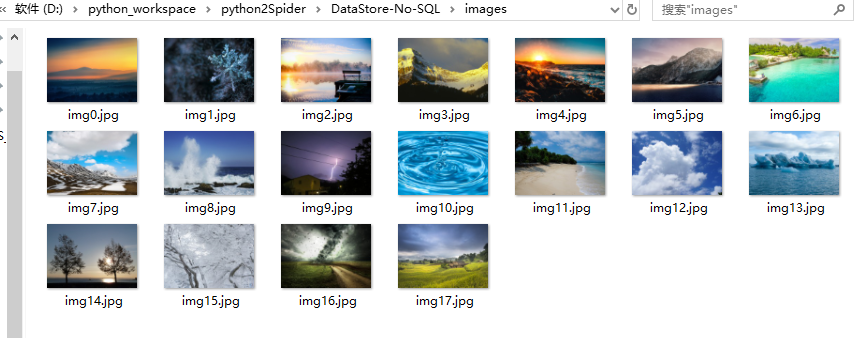 « 软件 (D:) › python_workspace › python2Spider › DataStore-No-SQL › images
搜索"images"
img0.jpg img1.jpg img2.jpg img3.jpg img4.jpg img5.jpg img6.jpg
img7.jpg img8.jpg img9.jpg img10.jpg img11.jpg img12.jpg img13.jpg
img14.jpg img15.jpg img16.jpg img17.jpg